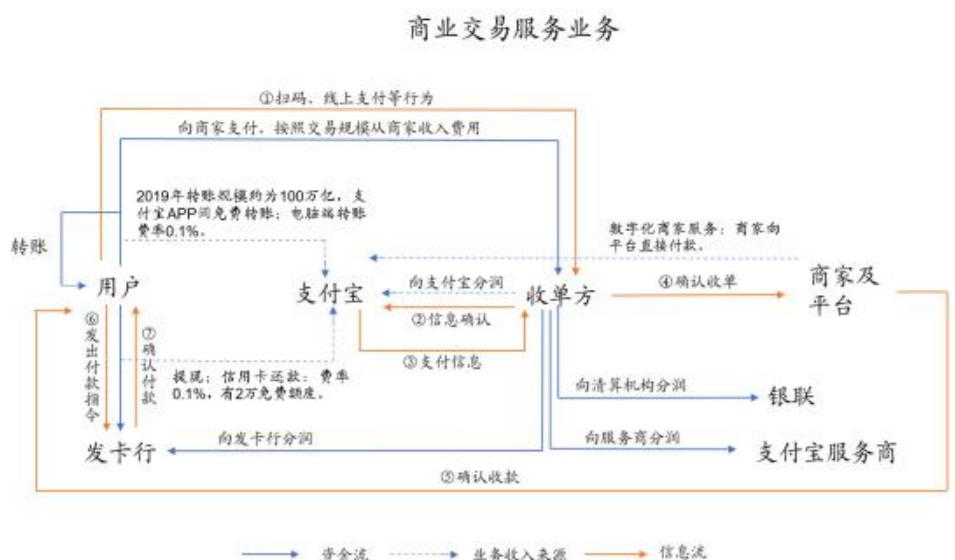 商业交易服务业务
①扫码、线上支付等行为
向商家支付，按照交易规模从商家收入费用
2019年转账规模约为100万亿，支
付宝APP间免费转账；电脑端转账
费率0.1%。
数字化商家服务：商家向
平台直接付款。
转账
用户
支付宝
向支付宝分润
收单方
④确认收单
商家及
平台
②信息确认
③支付信息
⑥发出付款指令
⑦确认付款
提现；信用卡还款：费率
0.1%，有2万免费额度。
向清算机构分润
银联
向发卡行分润
向服务商分润
发卡行
支付宝服务商
⑤确认收款
资金流
业务收入来源
信息流